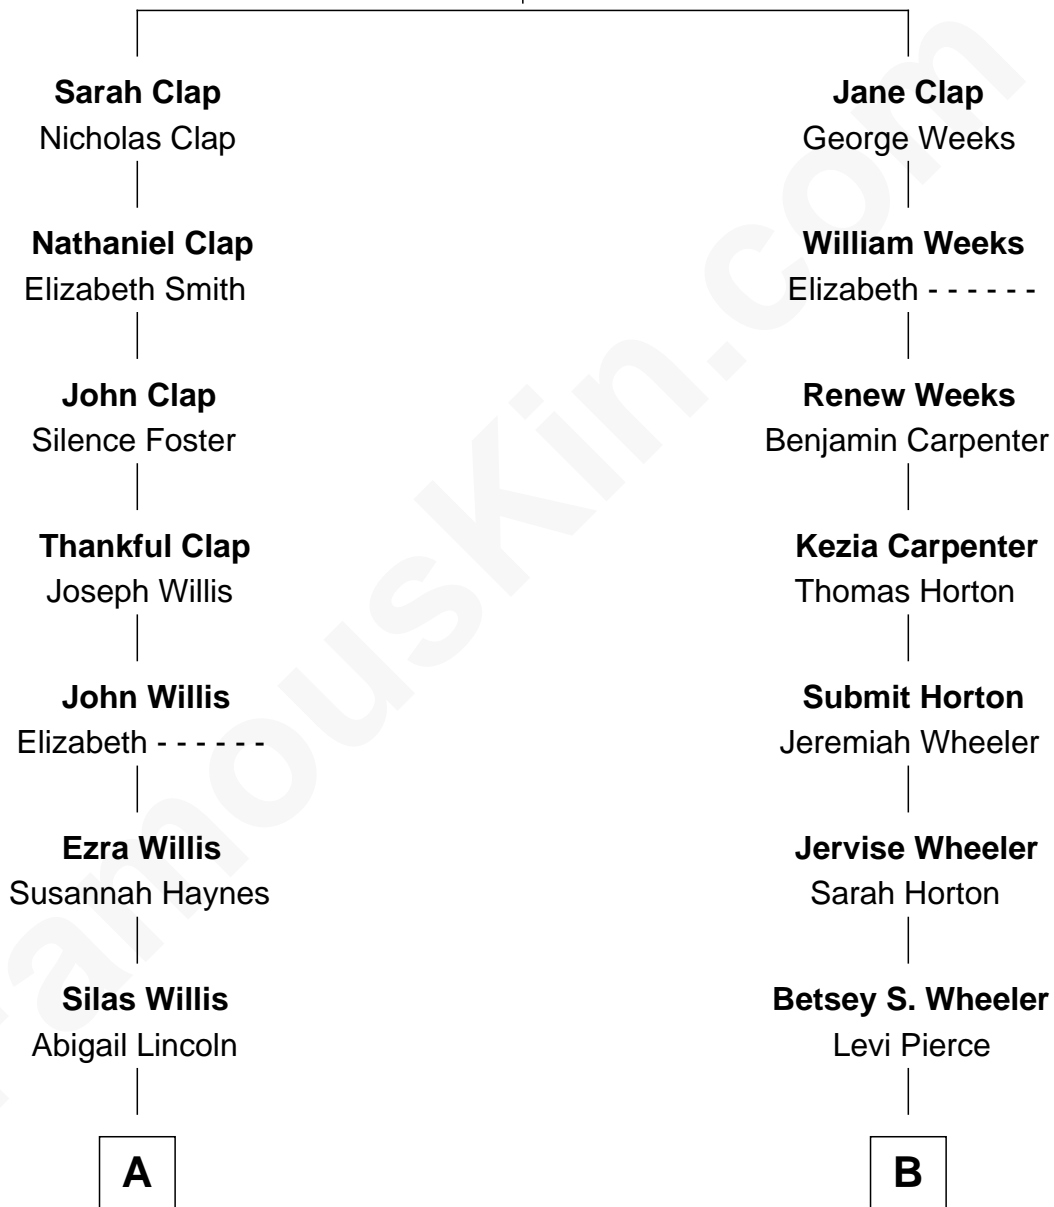 Sarah Clap
Nicholas Clap
Nathaniel Clap
Elizabeth Smith
John Clap
Silence Foster
Thankful Clap
Joseph Willis
John Willis
Elizabeth - - - - - -
Ezra Willis
Susannah Haynes
Silas Willis
Abigail Lincoln
A
Jane Clap
George Weeks
William Weeks
Elizabeth - - - - - -
Renew Weeks
Benjamin Carpenter
Kezia Carpenter
Thomas Horton
Submit Horton
Jeremiah Wheeler
Jervise Wheeler
Sarah Horton
Betsey S. Wheeler
Levi Pierce
B
FamousKin.com